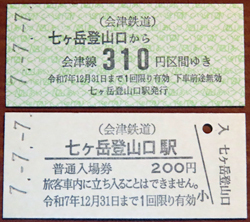 7.-7.-7.
(会津鉄道)
七ヶ岳登山口から
会津線 310 円区間ゆき
令和7年12月31日まで1回限り有効 下車前途無効
七ヶ岳登山口駅発行
7.-7.-7.
(会津鉄道)
七ヶ岳登山口駅
普通入場券 200円
旅客車内に立ち入ることはできません。
令和7年12月31日まで1回限り有効
小
入 七ヶ岳登山口